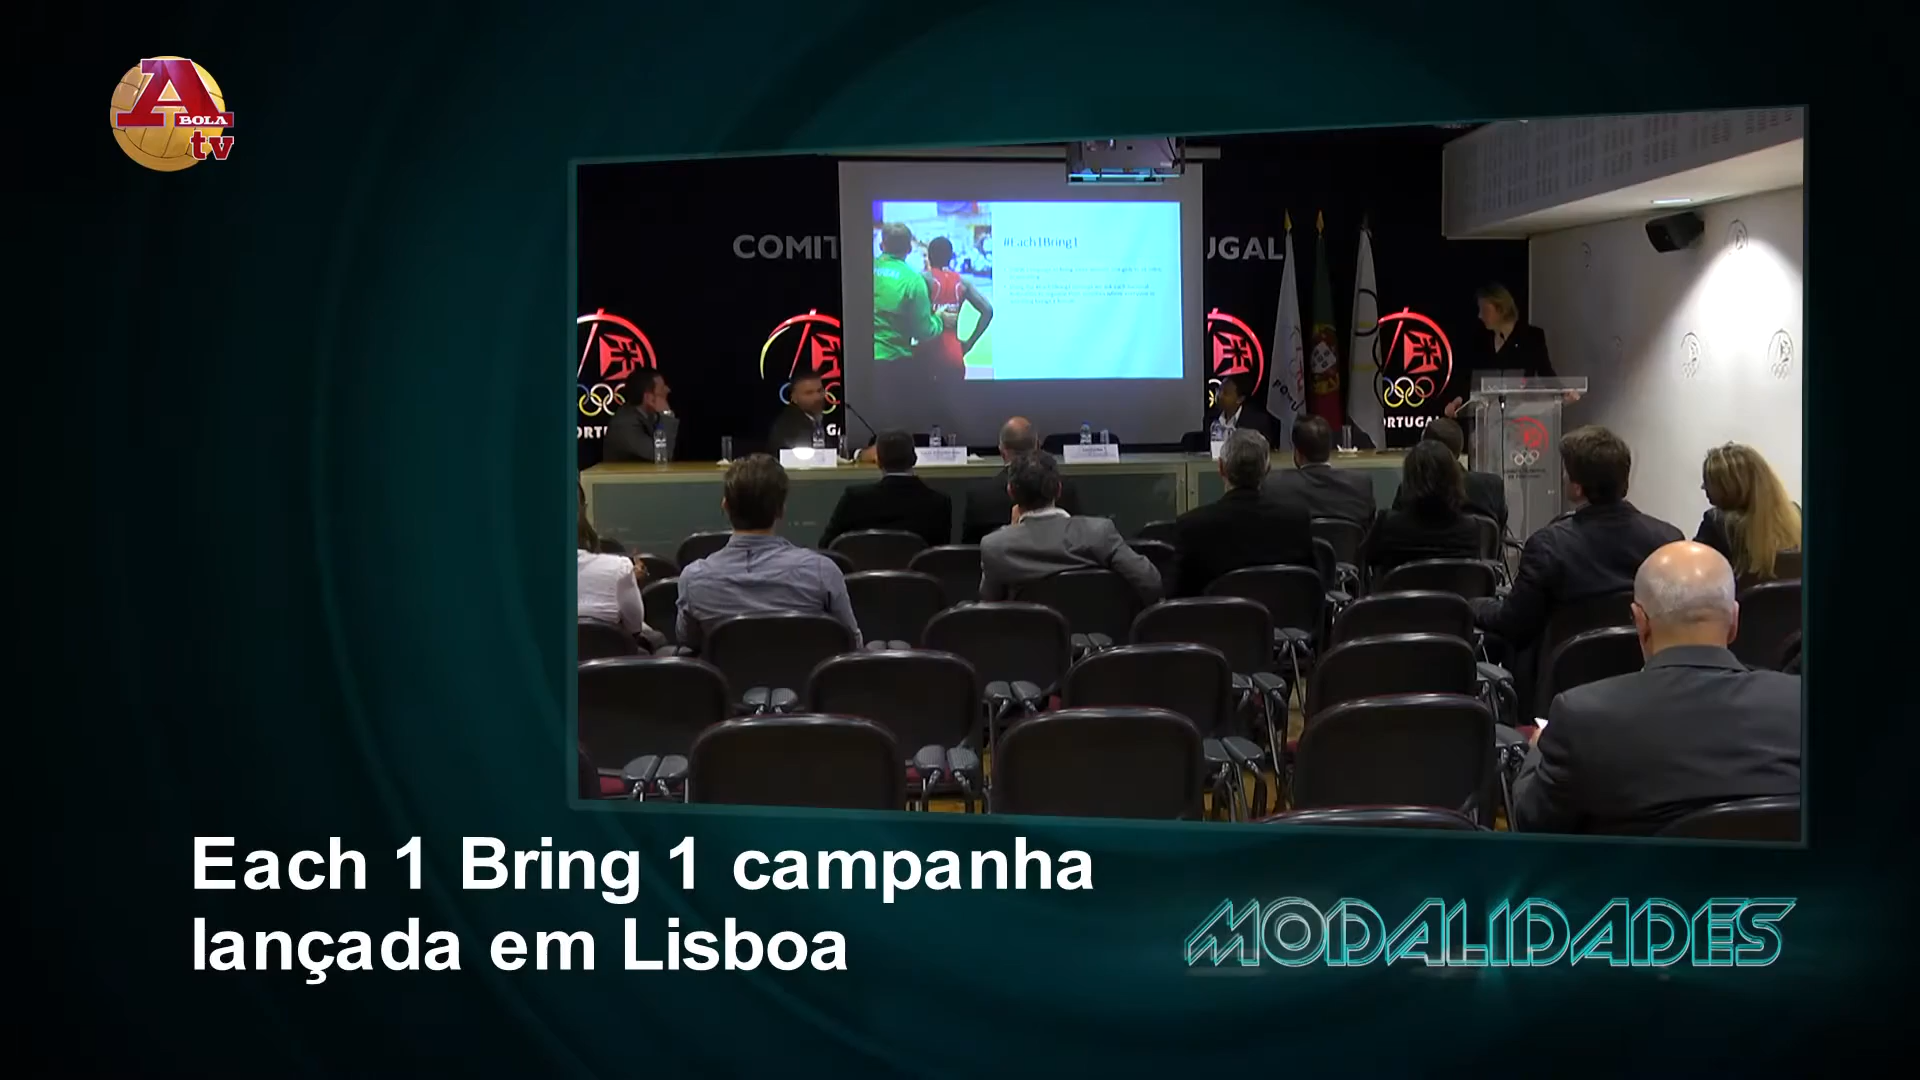 A
BOLA
tv
COMIT
UGAL
#Each1Bring1
PORTUGAL
Each 1 Bring 1 campanha
lançada em Lisboa
MODALIDADES